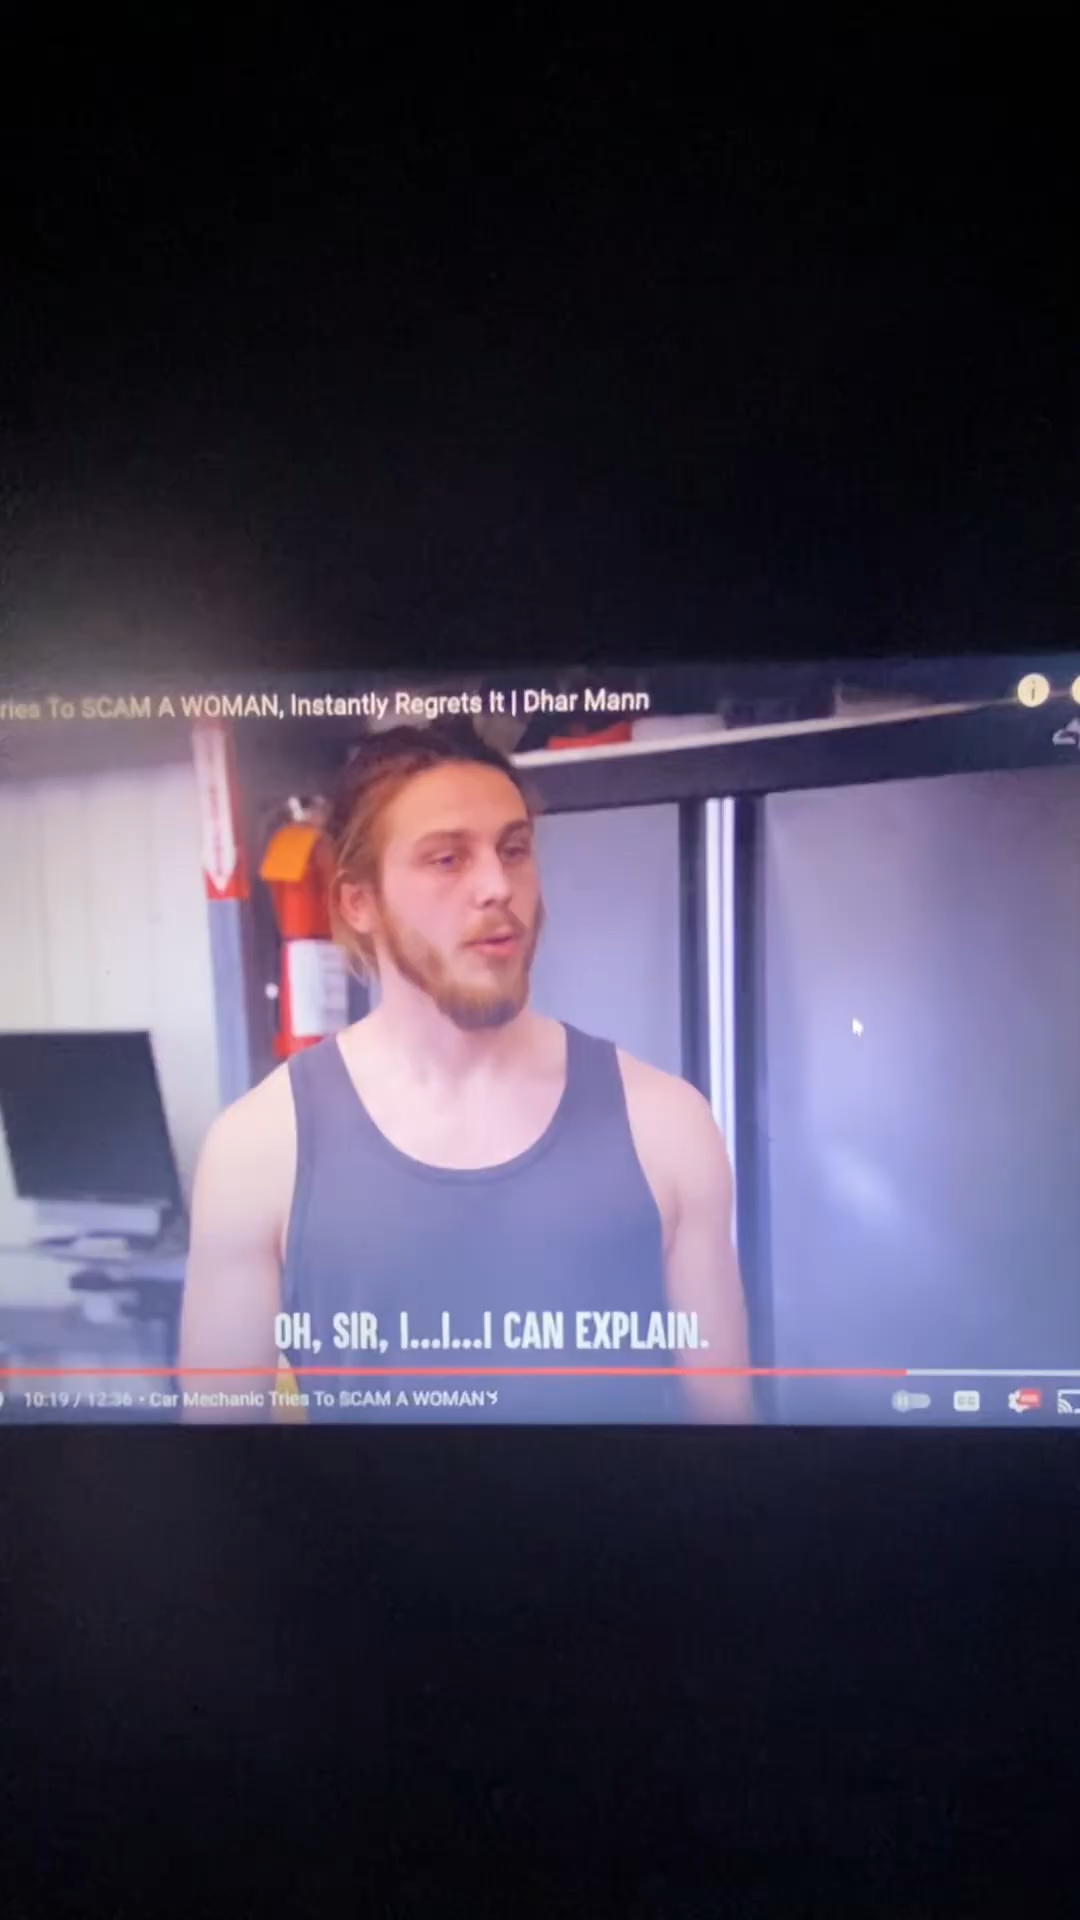 ries To SCAM A WOMAN, Instantly Regrets It | Dhar Mann
OH, SIR, I...I...I CAN EXPLAIN.
10:19 / 12:36 • Car Mechanic Tries To SCAM A WOMAN